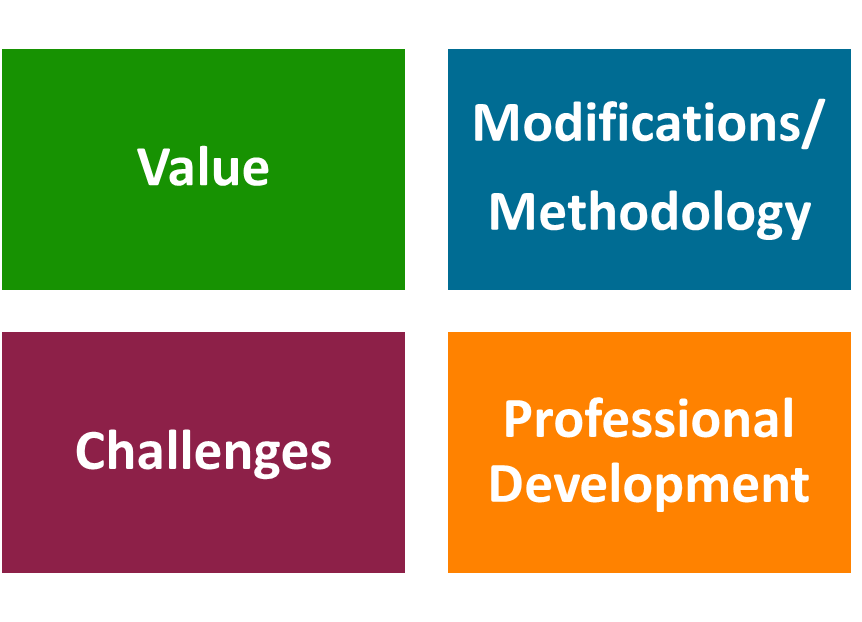 Value
Modifications/
Methodology
Challenges
Professional
Development